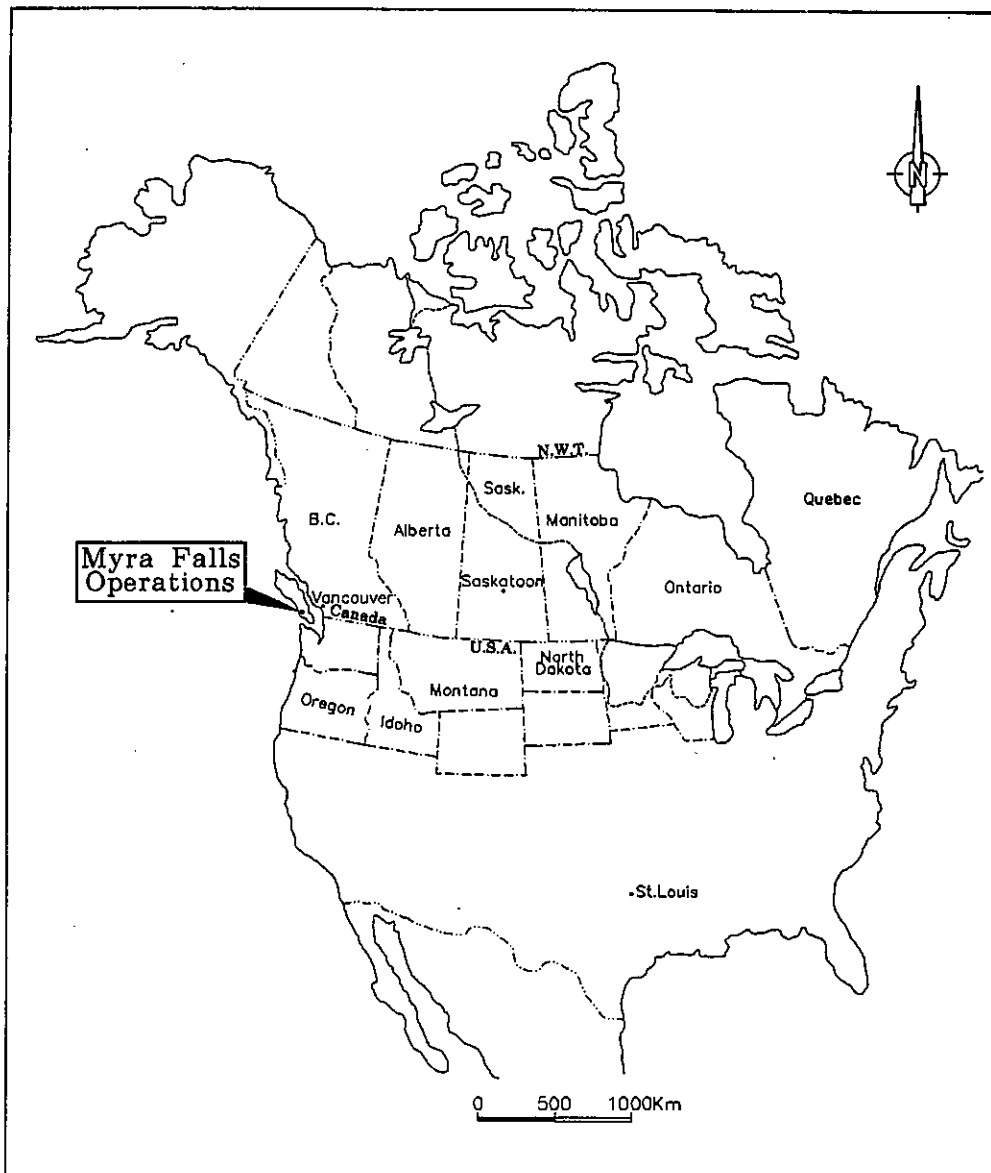 N
N.W.T.
Sask.
Quebec
B.C.
Alberta
Manitoba
Myra Falls
Operations
Saskatoon
Ontario
Vancouver
Canada
U.S.A.
North
Dakota
Montana
Oregon
Idoho
St.Louis
0 500 1000Km